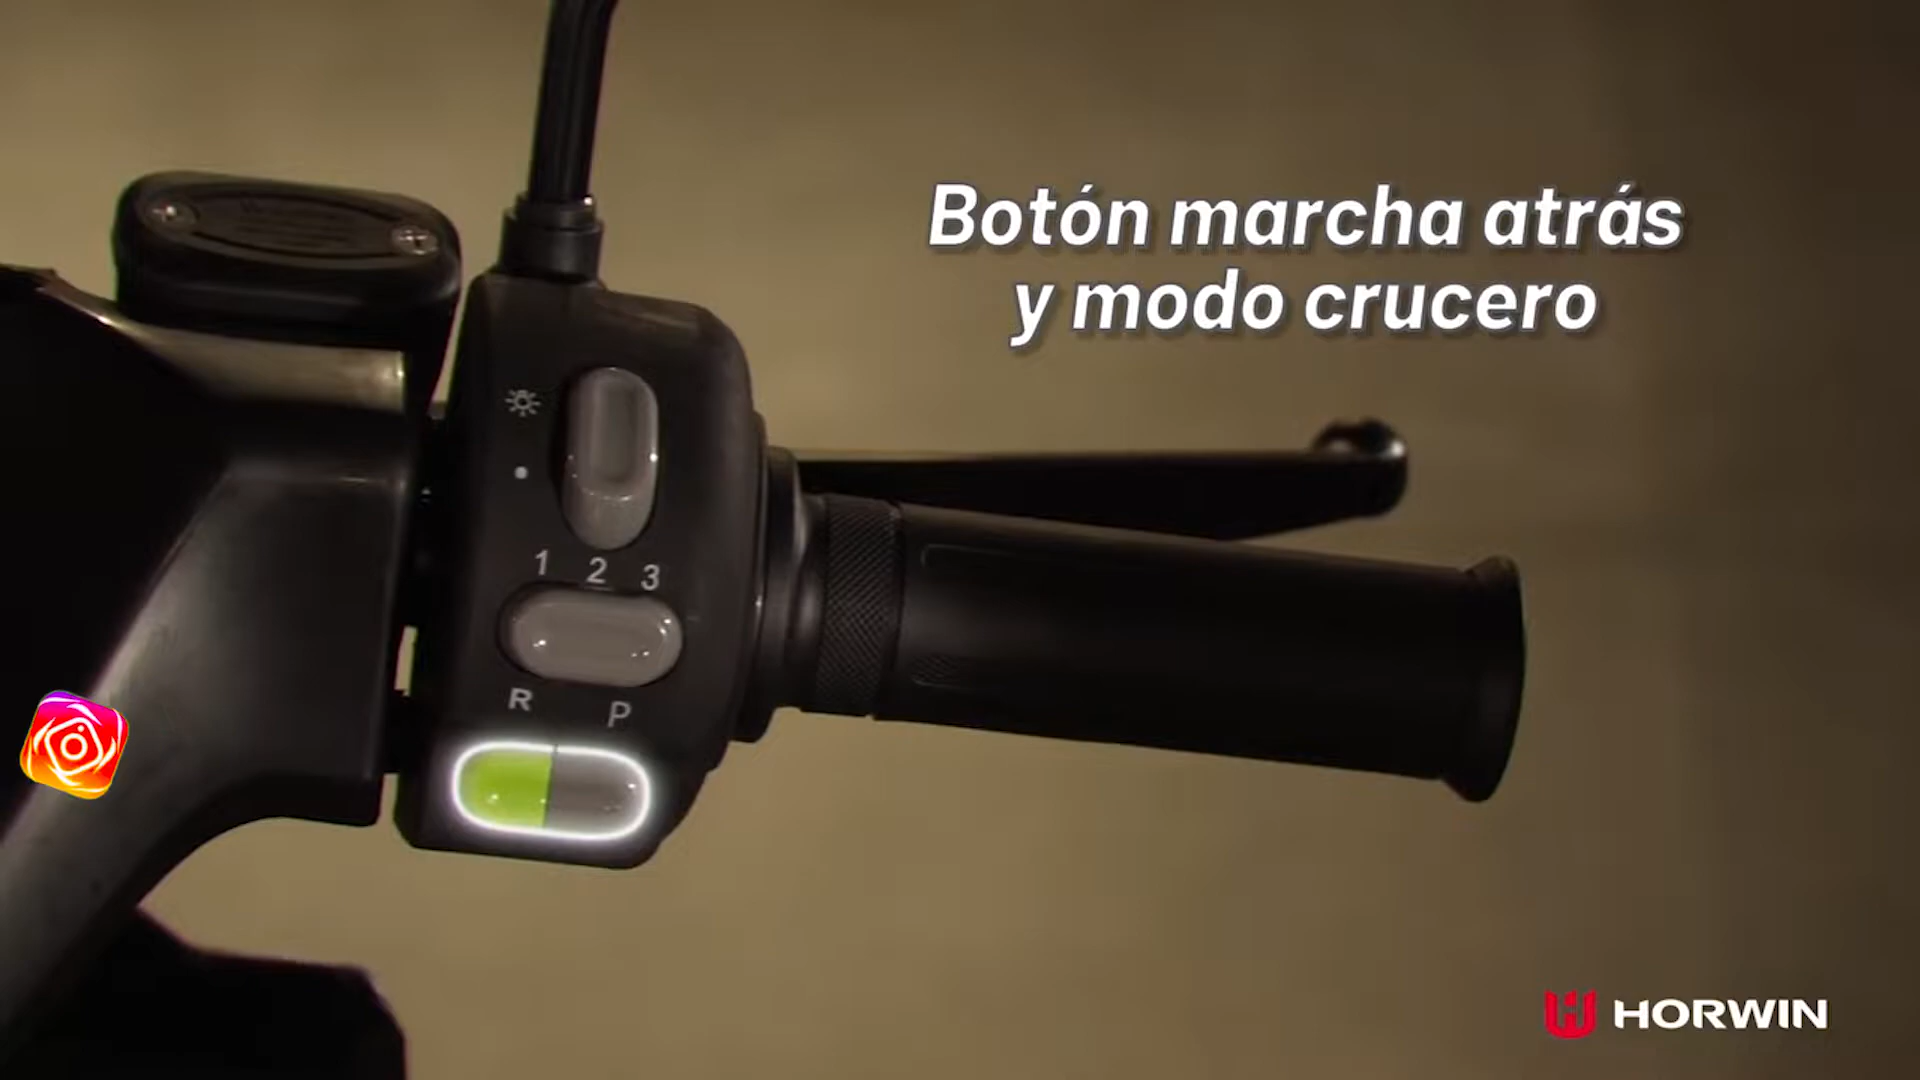 Botón marcha atrás
y modo crucero
1 2 3
R P
HORWIN